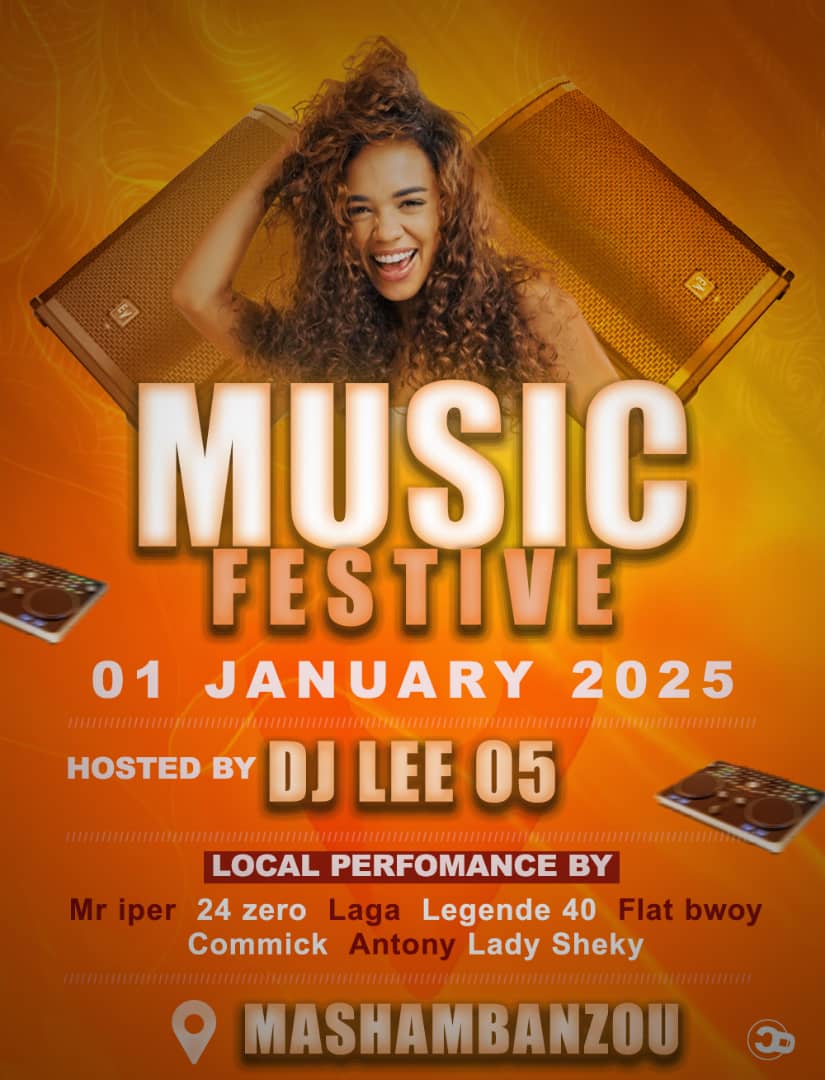 MUSIC
FESTIVE
01 JANUARY 2025
HOSTED BY DJ LEE 05
LOCAL PERFOMANCE BY
Mr iper 24 zero Laga Legende 40 Flat bwoy
Commick Antony Lady Sheky
MASHAMBANZOU